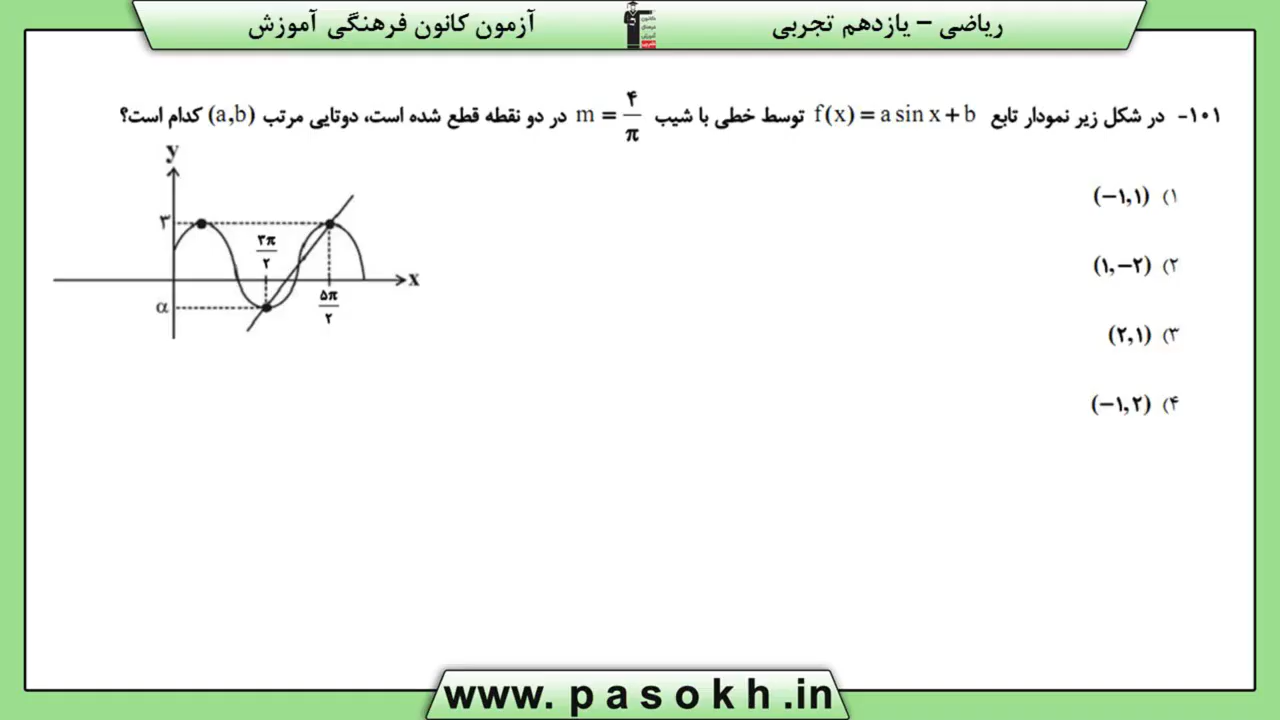 ریاضی – یازدهم تجربی
آزمون کانون فرهنگی آموزش
۱۰۱- در شکل زیر نمودار تابع f(x) = a sin x + b توسط خطی با شیب m = ۴/π در دو نقطه قطع شده است، دوتایی مرتب (a,b) کدام است؟
۱) (−۱,۱)
۲) (۱,−۲)
۳) (۲,۱)
۴) (−۱,۲)
y
۳
۳π/۲
x
۵π/۲
α
www. p a s o k h .in